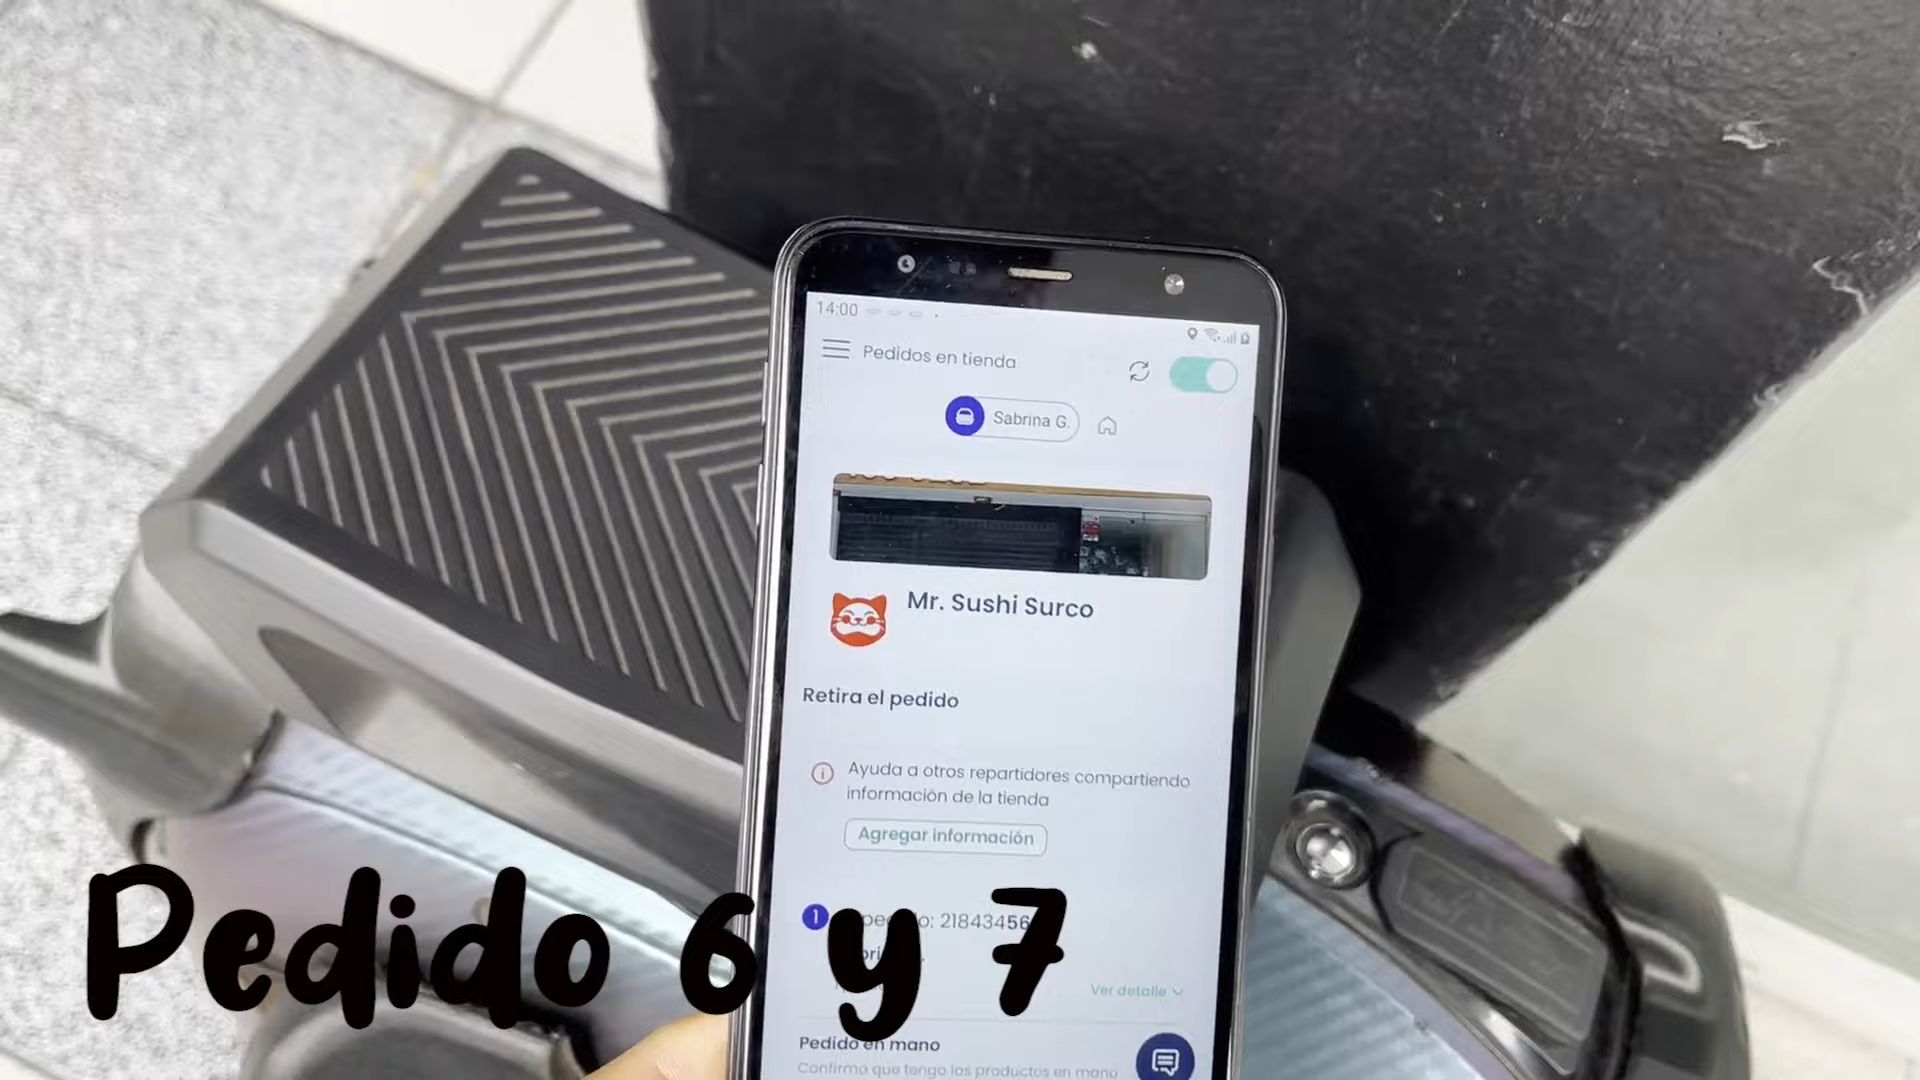 14:00
Pedidos en tienda
Sabrina G.
Mr. Sushi Surco
Retira el pedido
Ayuda a otros repartidores compartiendo
información de la tienda
Agregar información
1
21843456
Ver detalle
Pedido en mano
Confirmo que tengo los productos en mano
Pedido 6 y 7